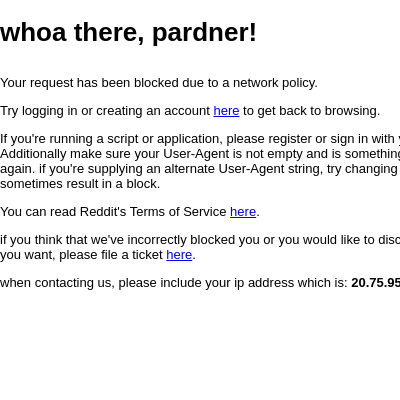 whoa there, pardner!
Your request has been blocked due to a network policy.
Try logging in or creating an account here to get back to browsing.
If you're running a script or application, please register or sign in with
Additionally make sure your User-Agent is not empty and is something
again. if you're supplying an alternate User-Agent string, try changing
sometimes result in a block.
You can read Reddit's Terms of Service here.
if you think that we've incorrectly blocked you or you would like to disc
you want, please file a ticket here.
when contacting us, please include your ip address which is: 20.75.95